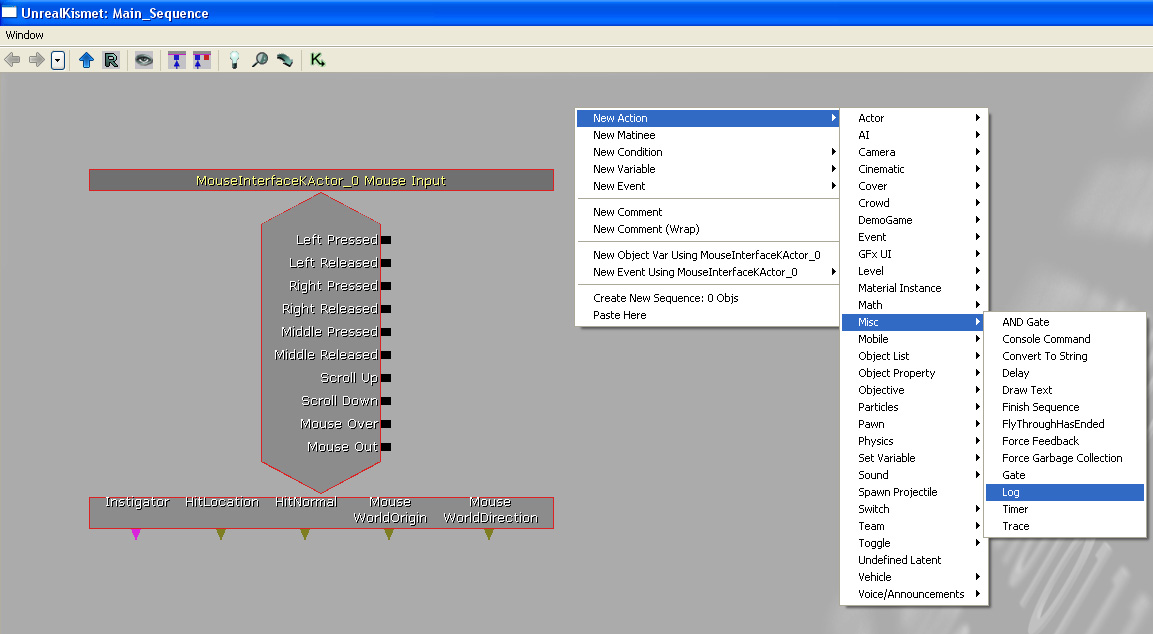 UnrealKismet: Main_Sequence
Window
R
K
MouseInterfaceKActor_0 Mouse Input
Left Pressed
Left Released
Right Pressed
Right Released
Middle Pressed
Middle Released
Scroll Up
Scroll Down
Mouse Over
Mouse Out
Instigator HitLocation HitNormal Mouse WorldOrigin Mouse WorldDirection
New Action
New Matinee
New Condition
New Variable
New Event
New Comment
New Comment (Wrap)
New Object Var Using MouseInterfaceKActor_0
New Event Using MouseInterfaceKActor_0
Create New Sequence: 0 Objs
Paste Here
Actor
AI
Camera
Cinematic
Cover
Crowd
DemoGame
Event
GFx UI
Level
Material Instance
Math
Misc
Mobile
Object List
Object Property
Objective
Particles
Pawn
Physics
Set Variable
Sound
Spawn Projectile
Switch
Team
Toggle
Undefined Latent
Vehicle
Voice/Announcements
AND Gate
Console Command
Convert To String
Delay
Draw Text
Finish Sequence
FlyThroughHasEnded
Force Feedback
Force Garbage Collection
Gate
Log
Timer
Trace